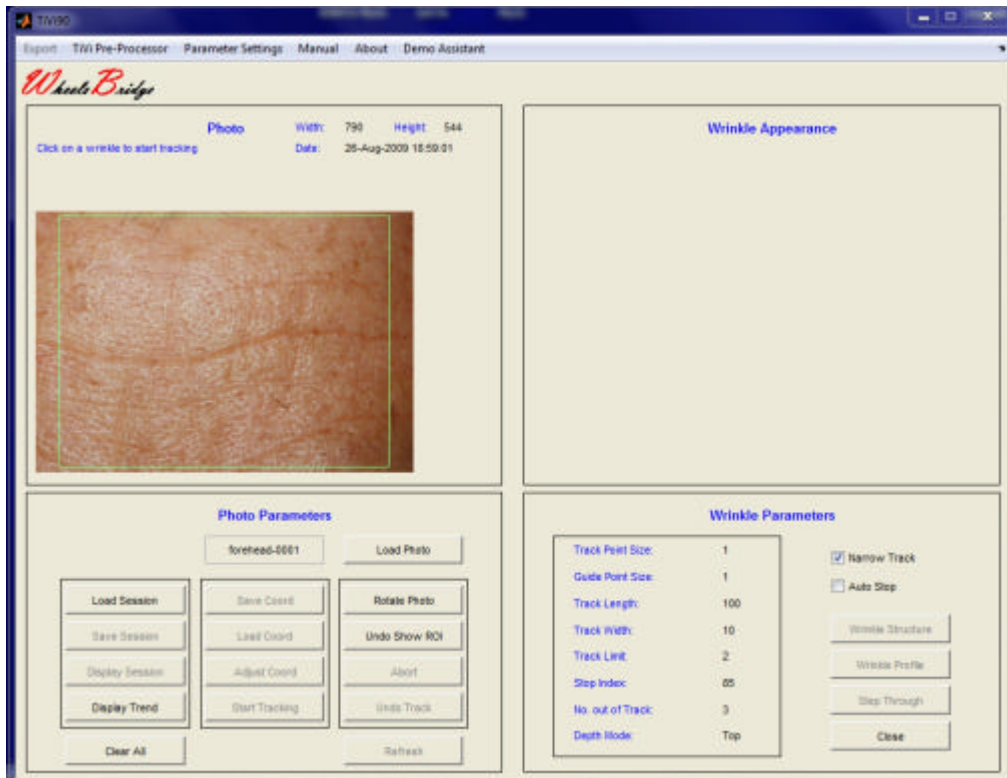 TiVi90
Export TiVi Pre-Processor Parameter Settings Manual About Demo Assistant
Wheels Bridge
Photo Width: 790 Height: 544
Click on a wrinkle to start tracking Date: 26-Aug-2009 18:59:01
Wrinkle Appearance
Photo Parameters
forehead-0001 Load Photo
Load Session Save Coord Rotate Photo
Save Session Load Coord Undo Show ROI
Display Session Adjust Coord Abort
Display Trend Start Tracking Undo Track
Clear All Refresh
Wrinkle Parameters
Track Point Size: 1
Guide Point Size: 1
Track Length: 100
Track Width: 10
Track Limit: 2
Stop Index: 85
No. out of Track: 3
Depth Mode: Top
Narrow Track
Auto Stop
Wrinkle Structure
Wrinkle Profile
Step Through
Close